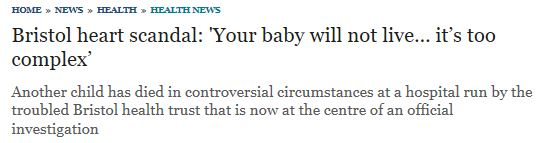 HOME » NEWS » HEALTH » HEALTH NEWS
Bristol heart scandal: 'Your baby will not live... it’s too
complex’
Another child has died in controversial circumstances at a hospital run by the
troubled Bristol health trust that is now at the centre of an official
investigation